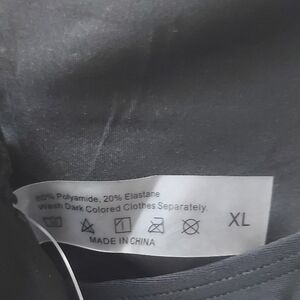 80% Polyamide, 20% Elastane
Wash Dark Colored Clothes Separately.
XL
MADE IN CHINA